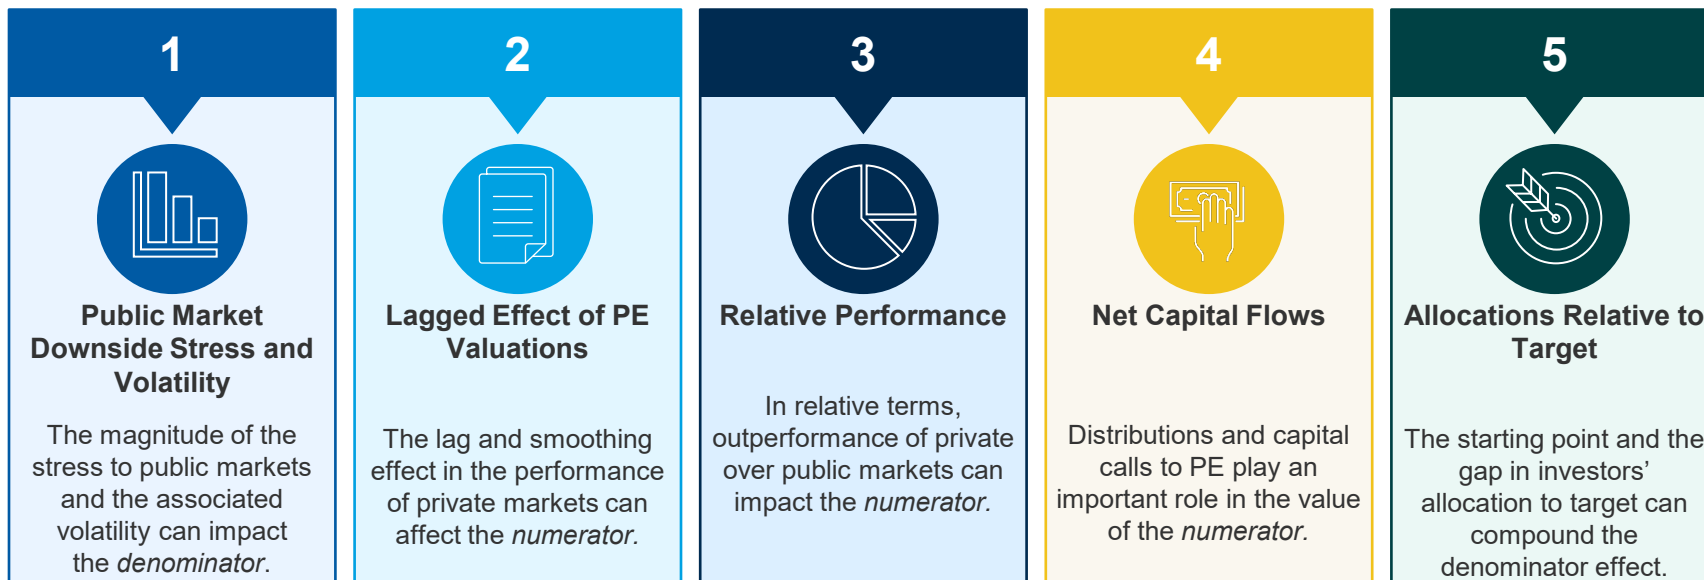 1
Public Market
Downside Stress and
Volatility
The magnitude of the
stress to public markets
and the associated
volatility can impact
the denominator.
2
Lagged Effect of PE
Valuations
The lag and smoothing
effect in the performance
of private markets can
affect the numerator.
3
Relative Performance
In relative terms,
outperformance of private
over public markets can
impact the numerator.
4
Net Capital Flows
Distributions and capital
calls to PE play an
important role in the value
of the numerator.
5
Allocations Relative to
Target
The starting point and the
gap in investors’
allocation to target can
compound the
denominator effect.